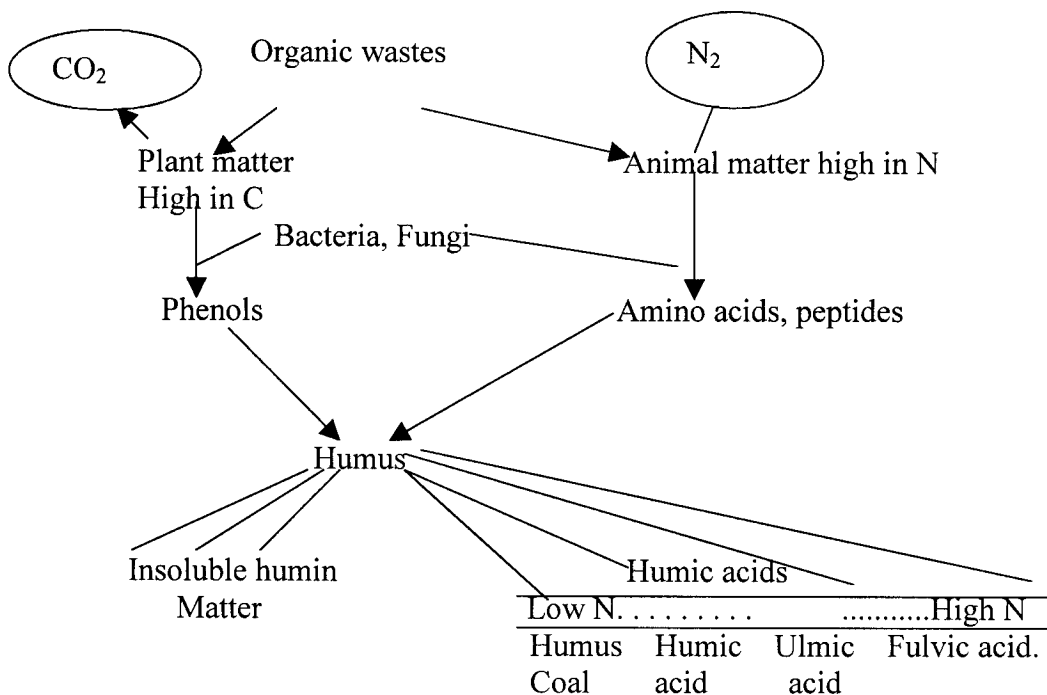 CO₂
Organic wastes
N₂
Plant matter
High in C
Animal matter high in N
Bacteria, Fungi
Phenols
Amino acids, peptides
Humus
Insoluble humin
Matter
Humic acids
Low N. . . . . . . . ...........High N
Humus Humic Ulmic Fulvic acid.
Coal acid acid